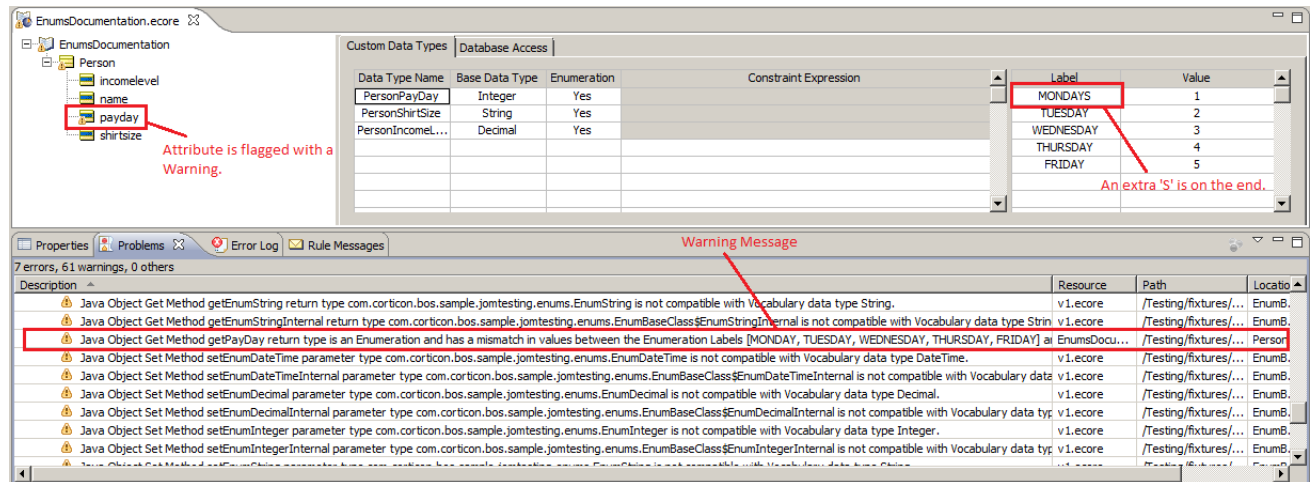 EnumsDocumentation.ecore
EnumsDocumentation
Person
incomelevel
name
payday
shirtsize
Attribute is flagged with a
Warning.
Custom Data Types Database Access
Data Type Name Base Data Type Enumeration Constraint Expression
PersonPayDay Integer Yes
PersonShirtSize String Yes
PersonIncomeL... Decimal Yes
Label Value
MONDAYS 1
TUESDAY 2
WEDNESDAY 3
THURSDAY 4
FRIDAY 5
An extra 'S' is on the end.
Properties Problems Error Log Rule Messages
Warning Message
7 errors, 61 warnings, 0 others
Description Resource Path Locatio
Java Object Get Method getEnumString return type com.corticon.bos.sample.jomtesting.enums.EnumString is not compatible with Vocabulary data type String. v1.ecore /Testing/fixtures/... EnumB.
Java Object Get Method getEnumStringInternal return type com.corticon.bos.sample.jomtesting.enums.EnumBaseClass$EnumStringInternal is not compatible with Vocabulary data type Strin v1.ecore /Testing/fixtures/... EnumB.
Java Object Get Method getPayDay return type is an Enumeration and has a mismatch in values between the Enumeration Labels [MONDAY, TUESDAY, WEDNESDAY, THURSDAY, FRIDAY] a EnumsDocu... /Testing/fixtures/... Person
Java Object Set Method setEnumDateTime parameter type com.corticon.bos.sample.jomtesting.enums.EnumDateTime is not compatible with Vocabulary data type DateTime. v1.ecore /Testing/fixtures/... EnumB.
Java Object Set Method setEnumDateTimeInternal parameter type com.corticon.bos.sample.jomtesting.enums.EnumBaseClass$EnumDateTimeInternal is not compatible with Vocabulary data v1.ecore /Testing/fixtures/... EnumB.
Java Object Set Method setEnumDecimal parameter type com.corticon.bos.sample.jomtesting.enums.EnumDecimal is not compatible with Vocabulary data type Decimal. v1.ecore /Testing/fixtures/... EnumB.
Java Object Set Method setEnumDecimalInternal parameter type com.corticon.bos.sample.jomtesting.enums.EnumBaseClass$EnumDecimalInternal is not compatible with Vocabulary data typ v1.ecore /Testing/fixtures/... EnumB.
Java Object Set Method setEnumInteger parameter type com.corticon.bos.sample.jomtesting.enums.EnumInteger is not compatible with Vocabulary data type Integer. v1.ecore /Testing/fixtures/... EnumB.
Java Object Set Method setEnumIntegerInternal parameter type com.corticon.bos.sample.jomtesting.enums.EnumBaseClass$EnumIntegerInternal is not compatible with Vocabulary data typ v1.ecore /Testing/fixtures/... EnumB.